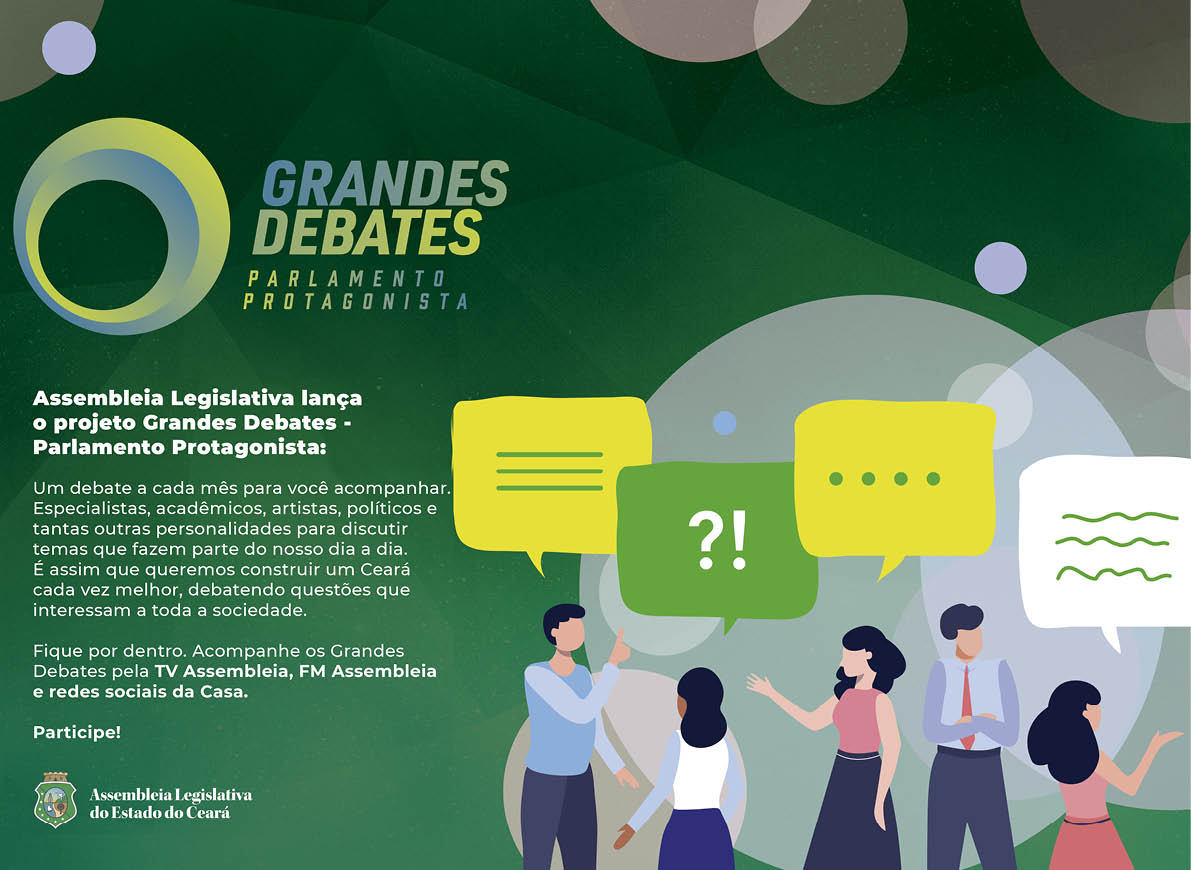 GRANDES
DEBATES
PARLAMENTO
PROTAGONISTA
Assembleia Legislativa lança
o projeto Grandes Debates -
Parlamento Protagonista:
Um debate a cada mês para você acompanhar.
Especialistas, acadêmicos, artistas, políticos e
tantas outras personalidades para discutir
temas que fazem parte do nosso dia a dia.
É assim que queremos construir um Ceará
cada vez melhor, debatendo questões que
interessam a toda a sociedade.
?!
Fique por dentro. Acompanhe os Grandes
Debates pela TV Assembleia, FM Assembleia
e redes sociais da Casa.
Participe!
Assembleia Legislativa
do Estado do Ceará